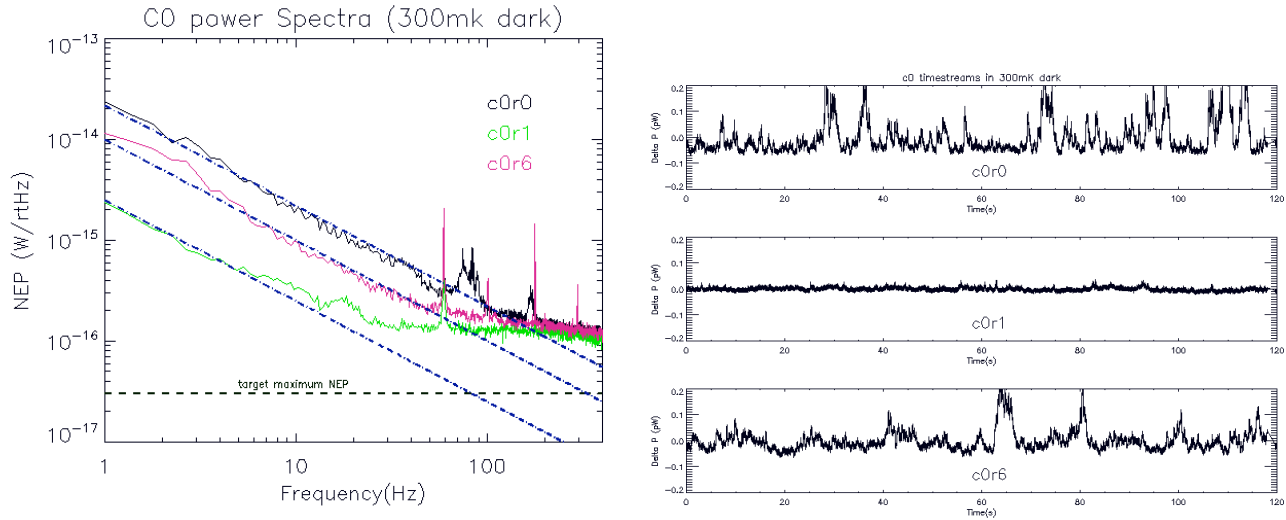 CO power Spectra (300mk dark)
10^-13
10^-14
10^-15
10^-16
10^-17
NEP (W/rtHz)
c0r0
c0r1
c0r6
target maximum NEP
1
10
100
Frequency(Hz)
c0 timestreams in 300mK dark
0.2
0.1
0.0
-0.1
-0.2
Delta P (pW)
c0r0
0
20
40
60
80
100
120
Time(s)
0.2
0.1
0.0
-0.1
-0.2
Delta P (pW)
c0r1
0
20
40
60
80
100
120
Time(s)
0.2
0.1
0.0
-0.1
-0.2
Delta P (pW)
c0r6
0
20
40
60
80
100
120
Time(s)